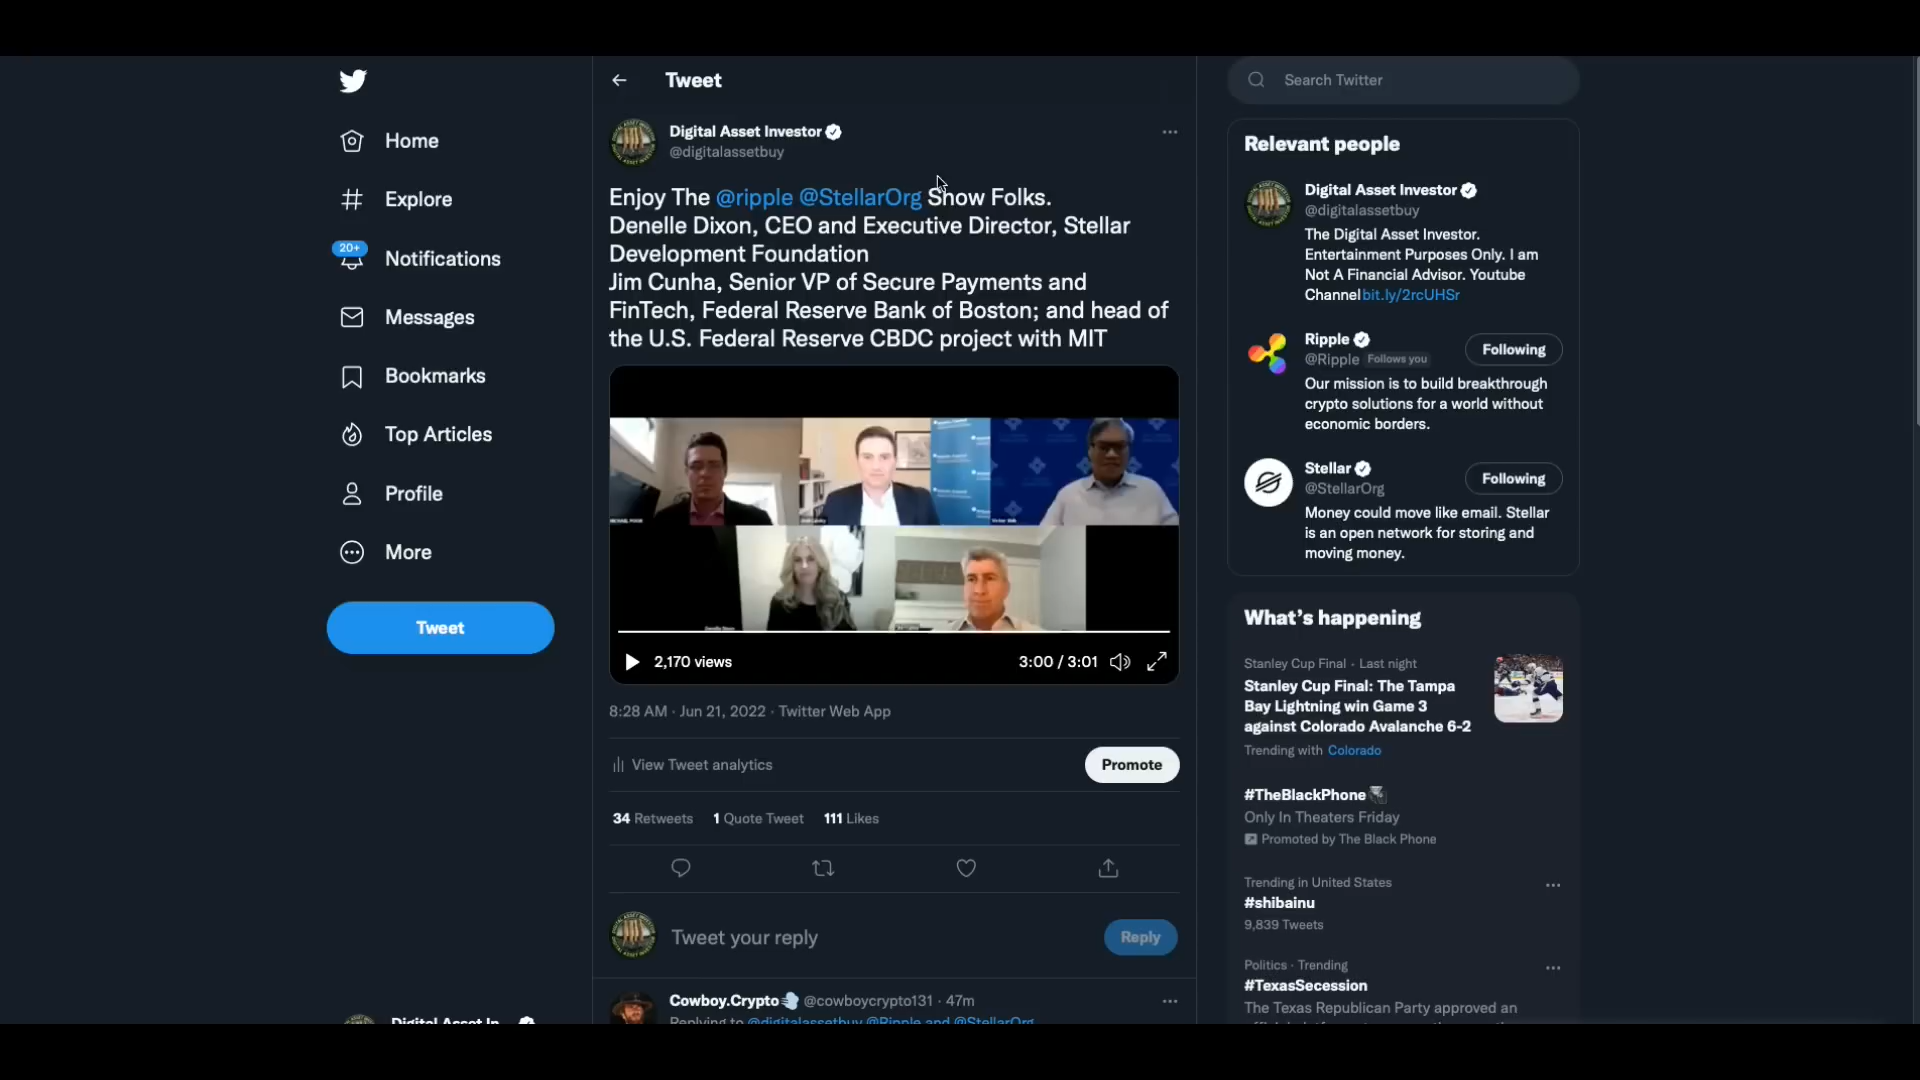 Home
Explore
20+
Notifications
Messages
Bookmarks
Top Articles
Profile
More
Tweet
Tweet
Digital Asset Investor
@digitalassetbuy
Enjoy The @ripple @StellarOrg Show Folks.
Denelle Dixon, CEO and Executive Director, Stellar
Development Foundation
Jim Cunha, Senior VP of Secure Payments and
FinTech, Federal Reserve Bank of Boston; and head of
the U.S. Federal Reserve CBDC project with MIT
2,170 views
3:00 / 3:01
8:28 AM · Jun 21, 2022 · Twitter Web App
View Tweet analytics
Promote
34 Retweets 1 Quote Tweet 111 Likes
Tweet your reply
Reply
Cowboy.Crypto @cowboycrypto131 · 47m
Replying to @digitalassetbuy @Ripple and @StellarOrg
Search Twitter
Relevant people
Digital Asset Investor
@digitalassetbuy
The Digital Asset Investor.
Entertainment Purposes Only. I am
Not A Financial Advisor. Youtube
Channel bit.ly/2rcUHSr
Ripple
@Ripple Follows you
Following
Our mission is to build breakthrough
crypto solutions for a world without
economic borders.
Stellar
@StellarOrg
Following
Money could move like email. Stellar
is an open network for storing and
moving money.
What's happening
Stanley Cup Final · Last night
Stanley Cup Final: The Tampa
Bay Lightning win Game 3
against Colorado Avalanche 6-2
Trending with Colorado
#TheBlackPhone
Only In Theaters Friday
Promoted by The Black Phone
Trending in United States
#shibainu
9,839 Tweets
Politics · Trending
#TexasSecession
The Texas Republican Party approved an
Digital Asset In